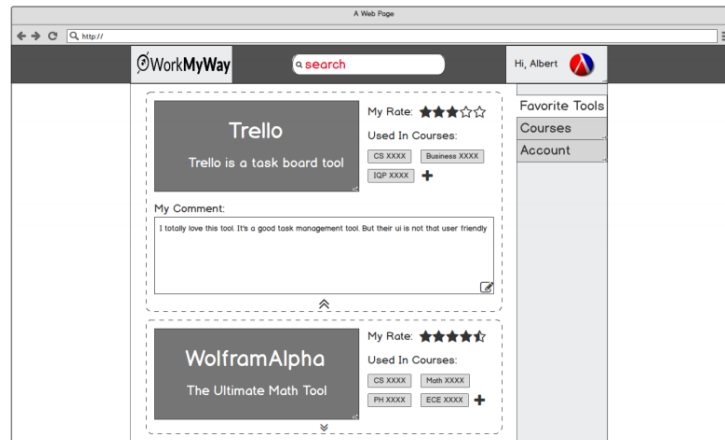 A Web Page
http://
WorkMyWay
search
Hi, Albert
Favorite Tools
Courses
Account
Trello
Trello is a task board tool
My Rate:
Used In Courses:
CS XXXX Business XXXX
IQP XXXX
My Comment:
I totally love this tool. It's a good task management tool. But their ui is not that user friendly
WolframAlpha
The Ultimate Math Tool
My Rate:
Used In Courses:
CS XXXX Math XXXX
PH XXXX ECE XXXX